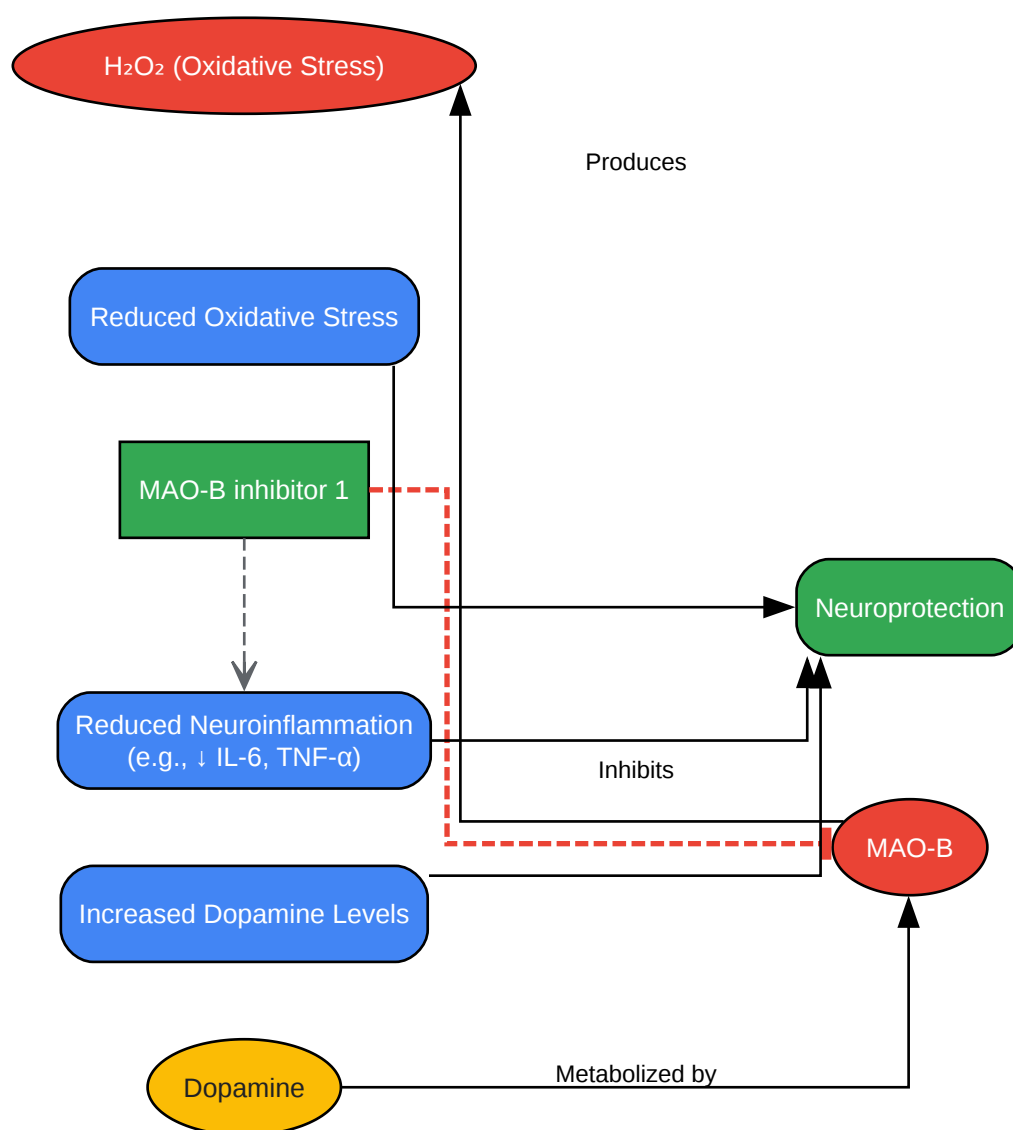 H₂O₂ (Oxidative Stress)
Produces
Reduced Oxidative Stress
MAO-B inhibitor 1
Neuroprotection
Reduced Neuroinflammation
(e.g., ↓ IL-6, TNF-α)
Inhibits
MAO-B
Increased Dopamine Levels
Metabolized by
Dopamine